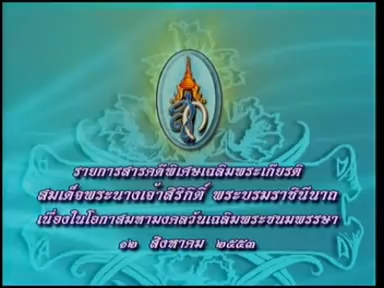 รายการสารคดีพิเศษเฉลิมพระเกียรติ
สมเด็จพระนางเจ้าสิริกิติ์ พระบรมราชินีนาถ
เนื่องในโอกาสมหามงคลวันเฉลิมพระชนมพรรษา
๑๒ สิงหาคม ๒๕๕๓